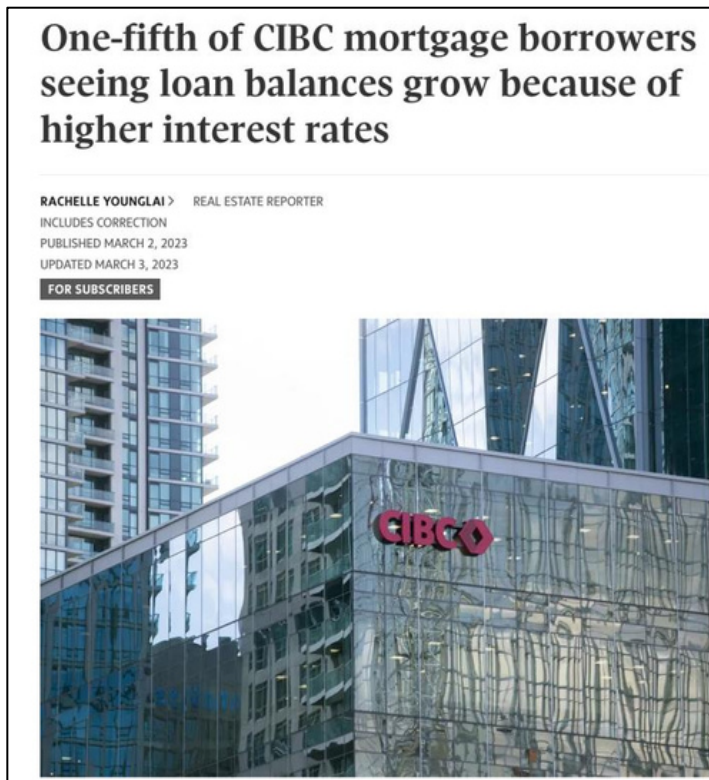 One-fifth of CIBC mortgage borrowers
seeing loan balances grow because of
higher interest rates
RACHELLE YOUNGLAI > REAL ESTATE REPORTER
INCLUDES CORRECTION
PUBLISHED MARCH 2, 2023
UPDATED MARCH 3, 2023
FOR SUBSCRIBERS
CIBC